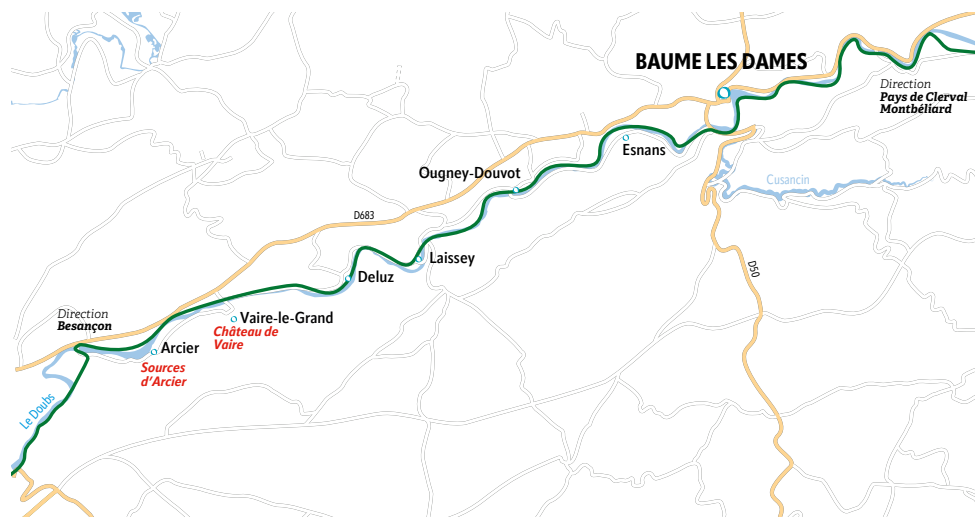 BAUME LES DAMES
Direction
Pays de Clerval
Montbéliard
Esnans
Cusancin
Ougney-Douvot
D683
Laissey
D50
Deluz
Direction
Besançon
Vaire-le-Grand
Château de
Vaire
Arcier
Sources
d'Arcier
Le Doubs